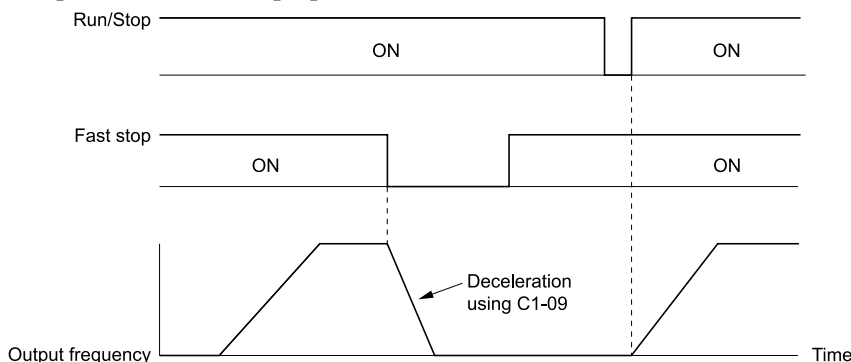 Run/Stop
ON
ON
Fast stop
ON
ON
Deceleration
using C1-09
Output frequency
Time